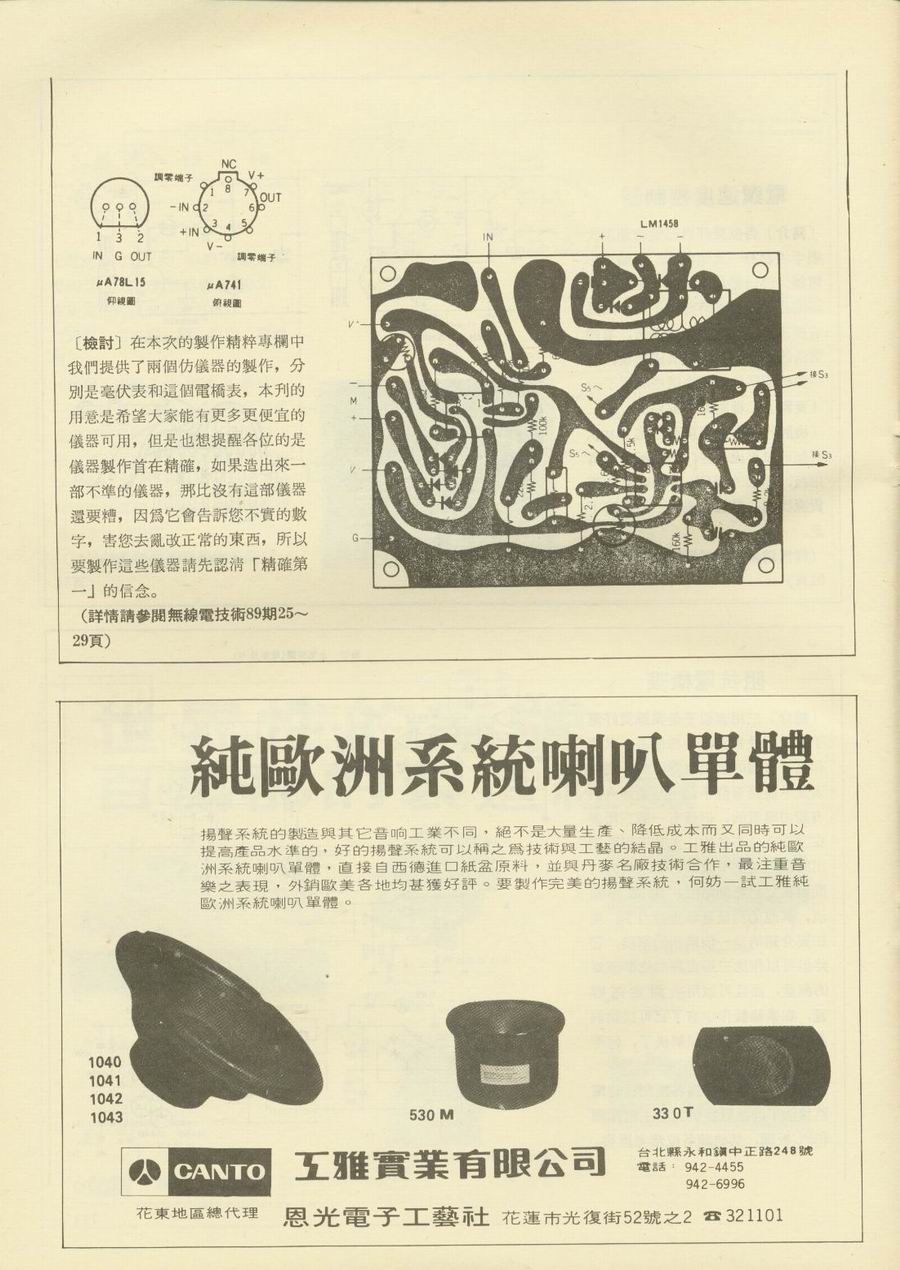 NC
調零端子
V+
8
1
7
OUT
-IN
2
6
+IN
3
4
5
V-
調零端子
1 3 2
IN G OUT
μA78L15
仰視圖
μA741
俯視圖
IN
+
LM1458
-
-
V
-
M
+
V
G
接S3
接S3
S5
S5
100k
160k
〔檢討〕在本次的製作精粹專欄中
我們提供了兩個仿儀器的製作，分
別是毫伏表和這個電橋表，本刋的
用意是希望大家能有更多更便宜的
儀器可用，但是也想提醒各位的是
儀器製作首在精確，如果造出來一
部不準的儀器，那比沒有這部儀器
還要糟，因爲它會告訴您不實的數
字，害您去亂改正常的東西，所以
要製作這些儀器請先認清「精確第
一」的信念。
（詳情請參閱無線電技術89期25～
29頁）
純歐洲系統喇叭單體
揚聲系統的製造與其它音响工業不同，絕不是大量生產、降低成本而又同時可以
提高產品水準的，好的揚聲系統可以稱之爲技術與工藝的結晶。工雅出品的純歐
洲系統喇叭單體，直接自西德進口紙盆原料，並與丹麥名廠技術合作，最注重音
樂之表現，外銷歐美各地均甚獲好評。要製作完美的揚聲系統，何妨一試工雅純
歐洲系統喇叭單體。
1040
1041
1042
1043
530 M
330T
CANTO
工雅實業有限公司
台北縣永和鎭中正路248號
電話：942-4455
942-6996
花東地區總代理
恩光電子工藝社 花蓮市光復街52號之2 ☎321101